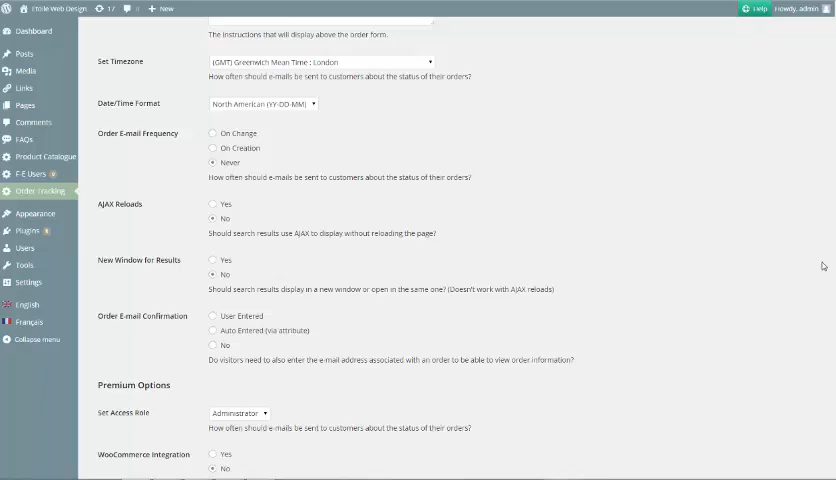 Etoile Web Design 17 0 + New Help Howdy, admin
Dashboard
Posts
Media
Links
Pages
Comments
FAQs
Product Catalogue
F-E Users 0
Order Tracking
Appearance
Plugins
Users
Tools
Settings
English
Français
Collapse menu
The instructions that will display above the order form.
Set Timezone
(GMT) Greenwich Mean Time : London
How often should e-mails be sent to customers about the status of their orders?
Date/Time Format
North American (YY-DD-MM)
Order E-mail Frequency
On Change
On Creation
Never
How often should e-mails be sent to customers about the status of their orders?
AJAX Reloads
Yes
No
Should search results use AJAX to display without reloading the page?
New Window for Results
Yes
No
Should search results display in a new window or open in the same one? (Doesn't work with AJAX reloads)
Order E-mail Confirmation
User Entered
Auto Entered (via attribute)
No
Do visitors need to also enter the e-mail address associated with an order to be able to view order information?
Premium Options
Set Access Role
Administrator
How often should e-mails be sent to customers about the status of their orders?
WooCommerce Integration
Yes
No